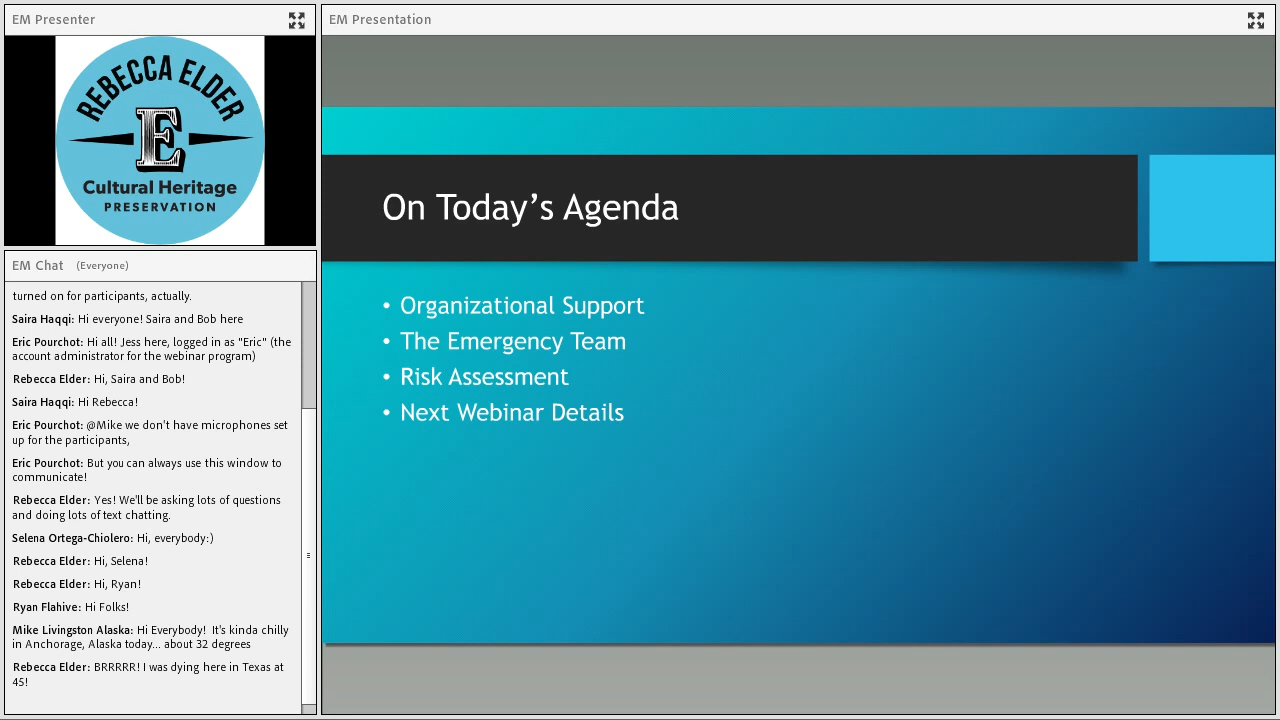 EM Presenter
REBECCA ELDER
E
Cultural Heritage
PRESERVATION
EM Chat (Everyone)
turned on for participants, actually.
Saira Haqqi: Hi everyone! Saira and Bob here
Eric Pourchot: Hi all! Jess here, logged in as "Eric" (the
account administrator for the webinar program)
Rebecca Elder: Hi, Saira and Bob!
Saira Haqqi: Hi Rebecca!
Eric Pourchot: @Mike we don't have microphones set
up for the participants,
Eric Pourchot: But you can always use this window to
communicate!
Rebecca Elder: Yes! We'll be asking lots of questions
and doing lots of text chatting.
Selena Ortega-Chiolero: Hi, everybody:)
Rebecca Elder: Hi, Selena!
Rebecca Elder: Hi, Ryan!
Ryan Flahive: Hi Folks!
Mike Livingston Alaska: Hi Everybody!  It's kinda chilly
in Anchorage, Alaska today... about 32 degrees
Rebecca Elder: BRRRRR! I was dying here in Texas at
45!
EM Presentation
On Today’s Agenda
• Organizational Support
• The Emergency Team
• Risk Assessment
• Next Webinar Details